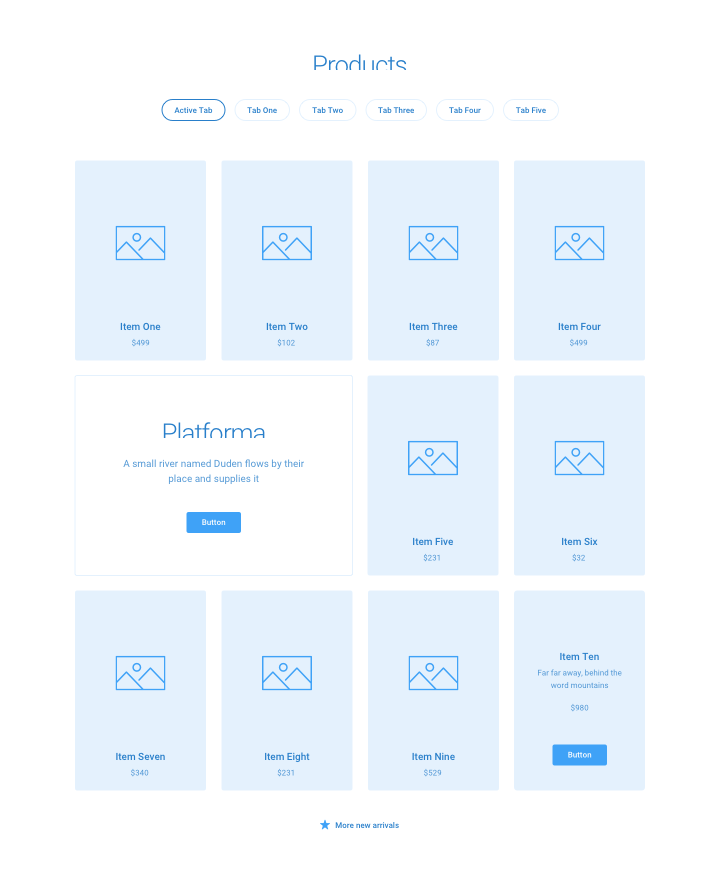 Products
Active Tab
Tab One
Tab Two
Tab Three
Tab Four
Tab Five
Item One
$499
Item Two
$102
Item Three
$87
Item Four
$499
Platforma
A small river named Duden flows by their
place and supplies it
Button
Item Five
$231
Item Six
$32
Item Seven
$340
Item Eight
$231
Item Nine
$529
Item Ten
Far far away, behind the
word mountains
$980
Button
More new arrivals